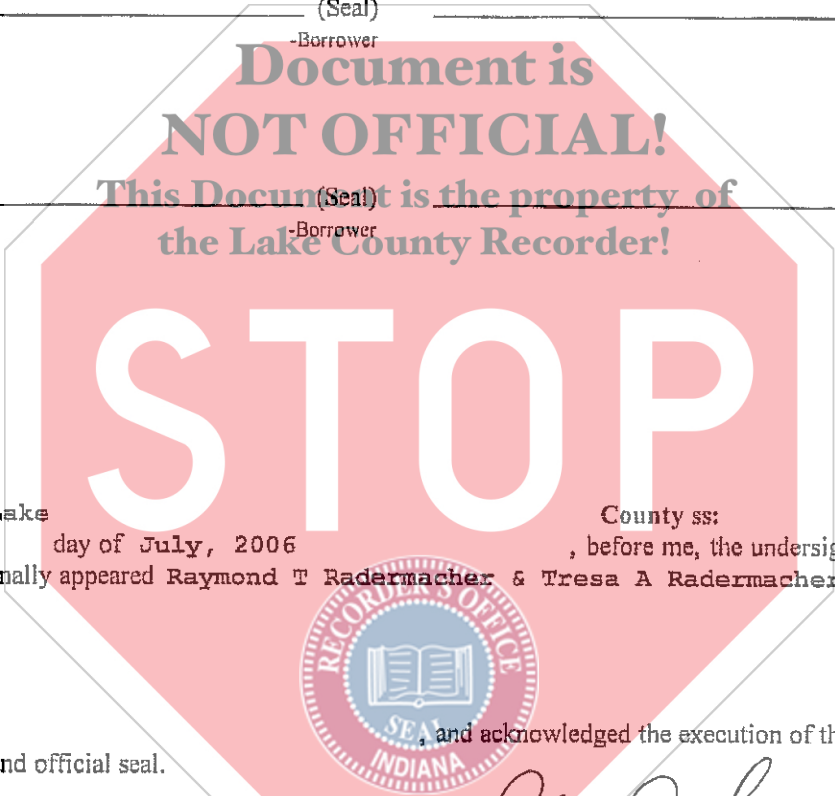 (Seal)
-Borrower
Document is
NOT OFFICIAL!
This Document is the property of
(Seal)
the Lake County Recorder!
-Borrower
STOP
ake County ss:
day of July, 2006 , before me, the undersig
nally appeared Raymond T Radermacher & Tresa A Radermacher
RECORDER'S OFFICE
SEAL
INDIANA
, and acknowledged the execution of th
nd official seal.